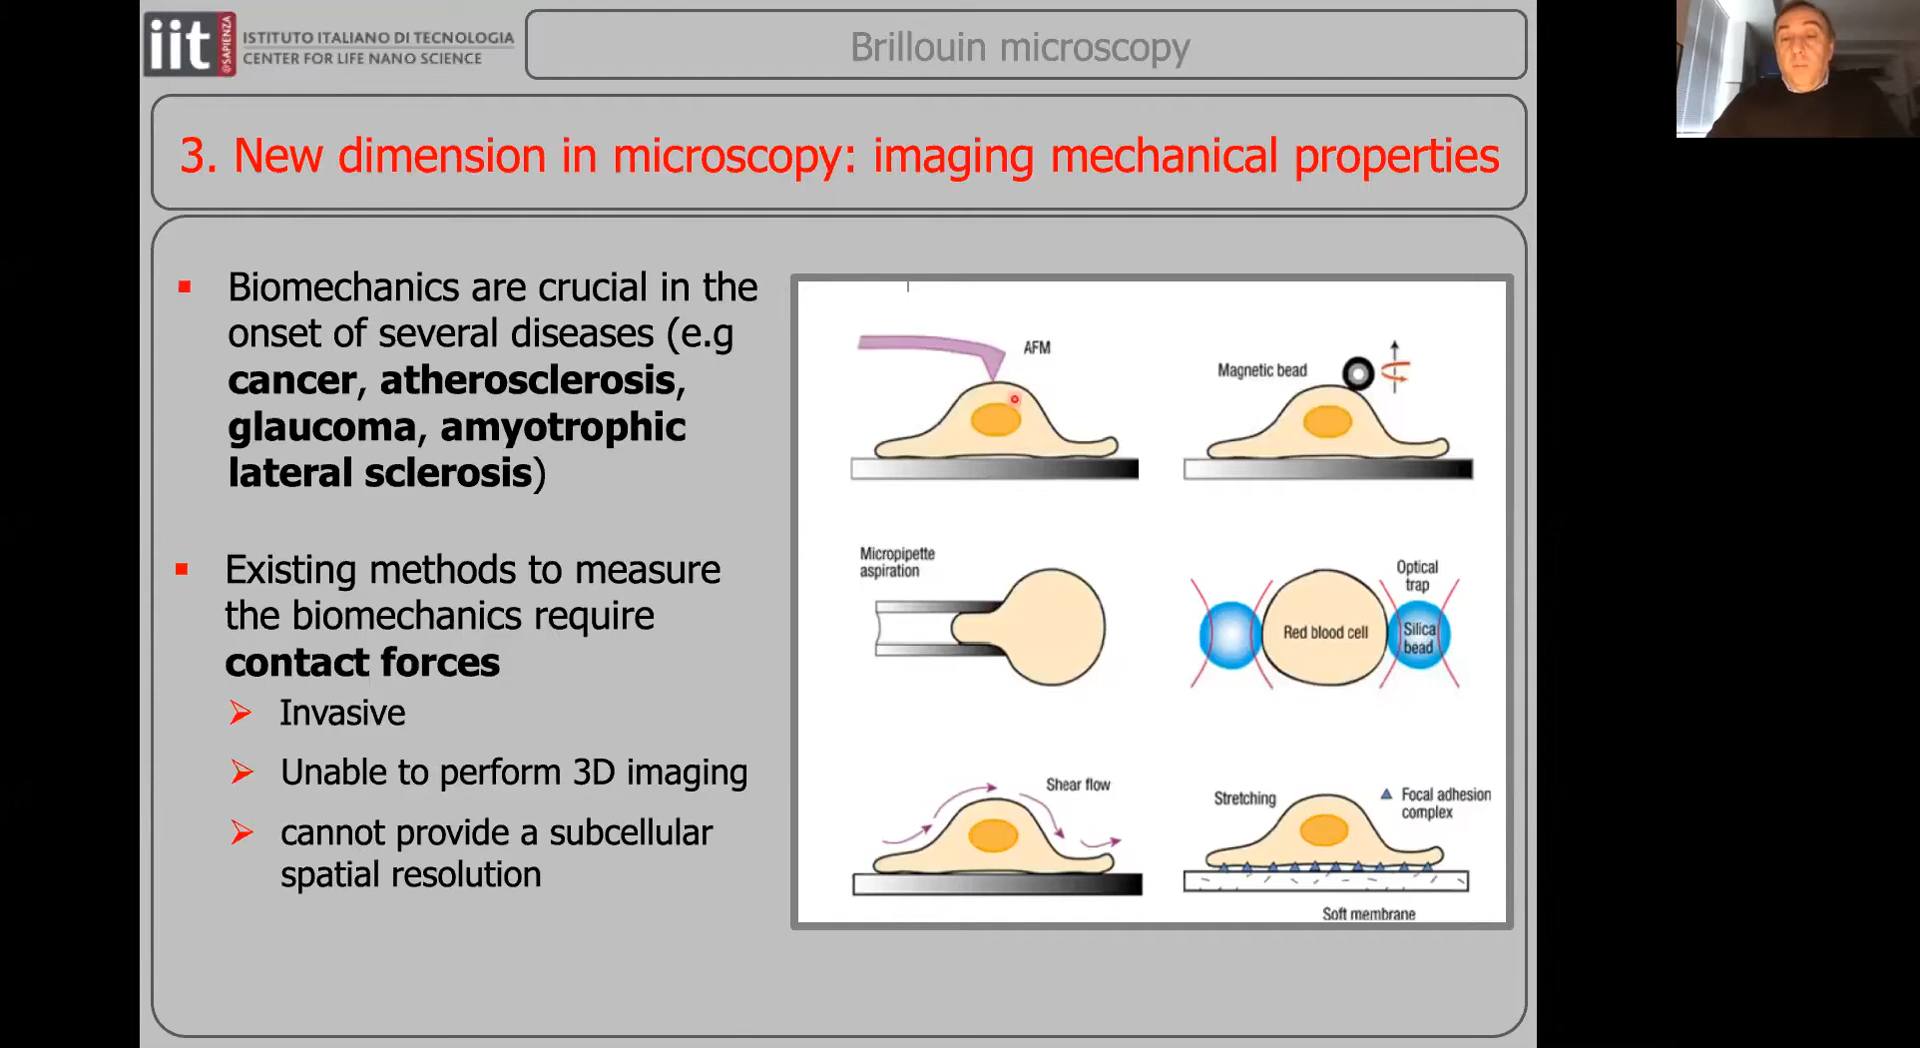 iit
@SAPIENZA
ISTITUTO ITALIANO DI TECNOLOGIA
CENTER FOR LIFE NANO SCIENCE
Brillouin microscopy
3. New dimension in microscopy: imaging mechanical properties
Biomechanics are crucial in the
onset of several diseases (e.g
cancer, atherosclerosis,
glaucoma, amyotrophic
lateral sclerosis)
Existing methods to measure
the biomechanics require
contact forces
Invasive
Unable to perform 3D imaging
cannot provide a subcellular
spatial resolution
AFM
Magnetic bead
Micropipette
aspiration
Optical
trap
Red blood cell
Silica
bead
Shear flow
Stretching
Focal adhesion
complex
Soft membrane